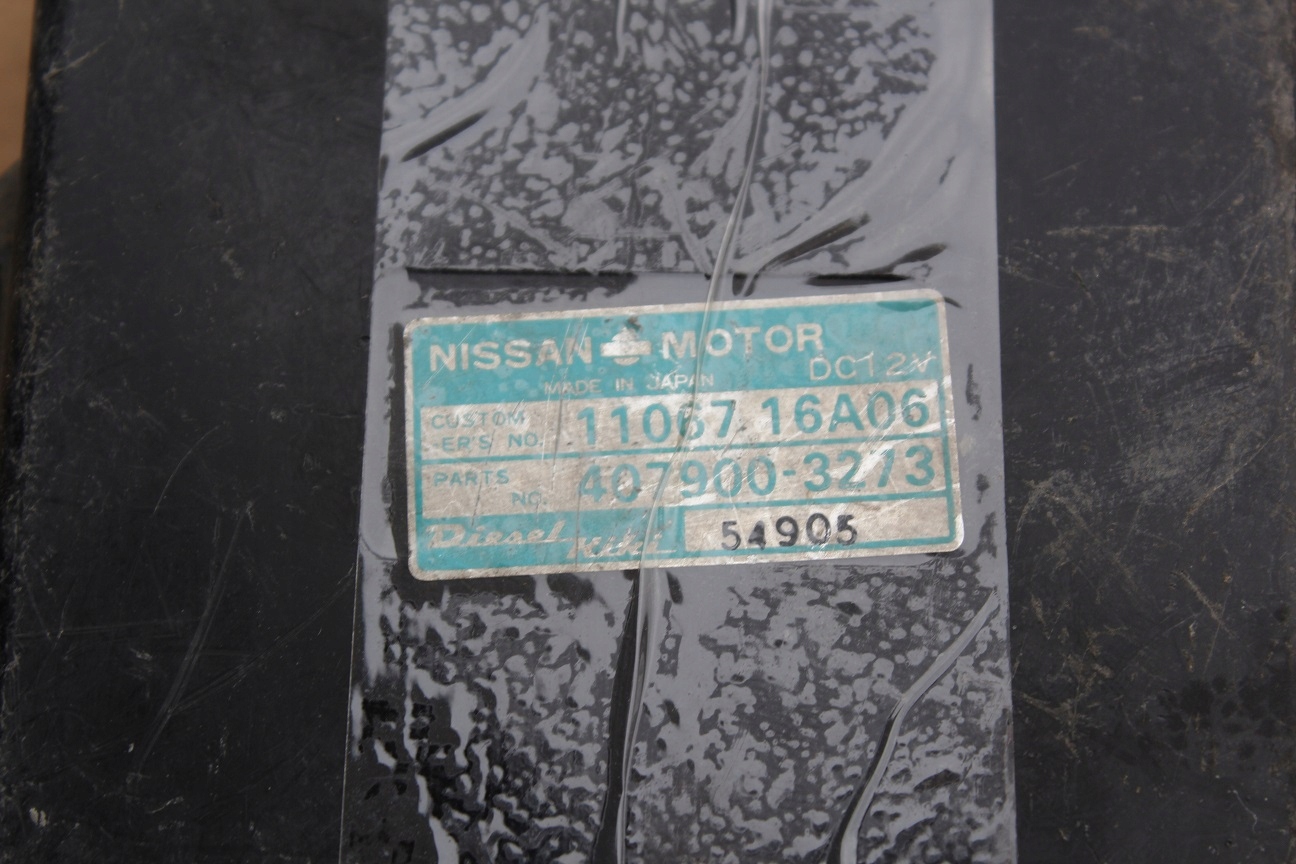 NISSAN MOTOR
DC12V
MADE IN JAPAN
CUSTOM
-ER'S NO. 11067 16A06
PARTS
NO. 407900-3273
Diesel Kiki 54905